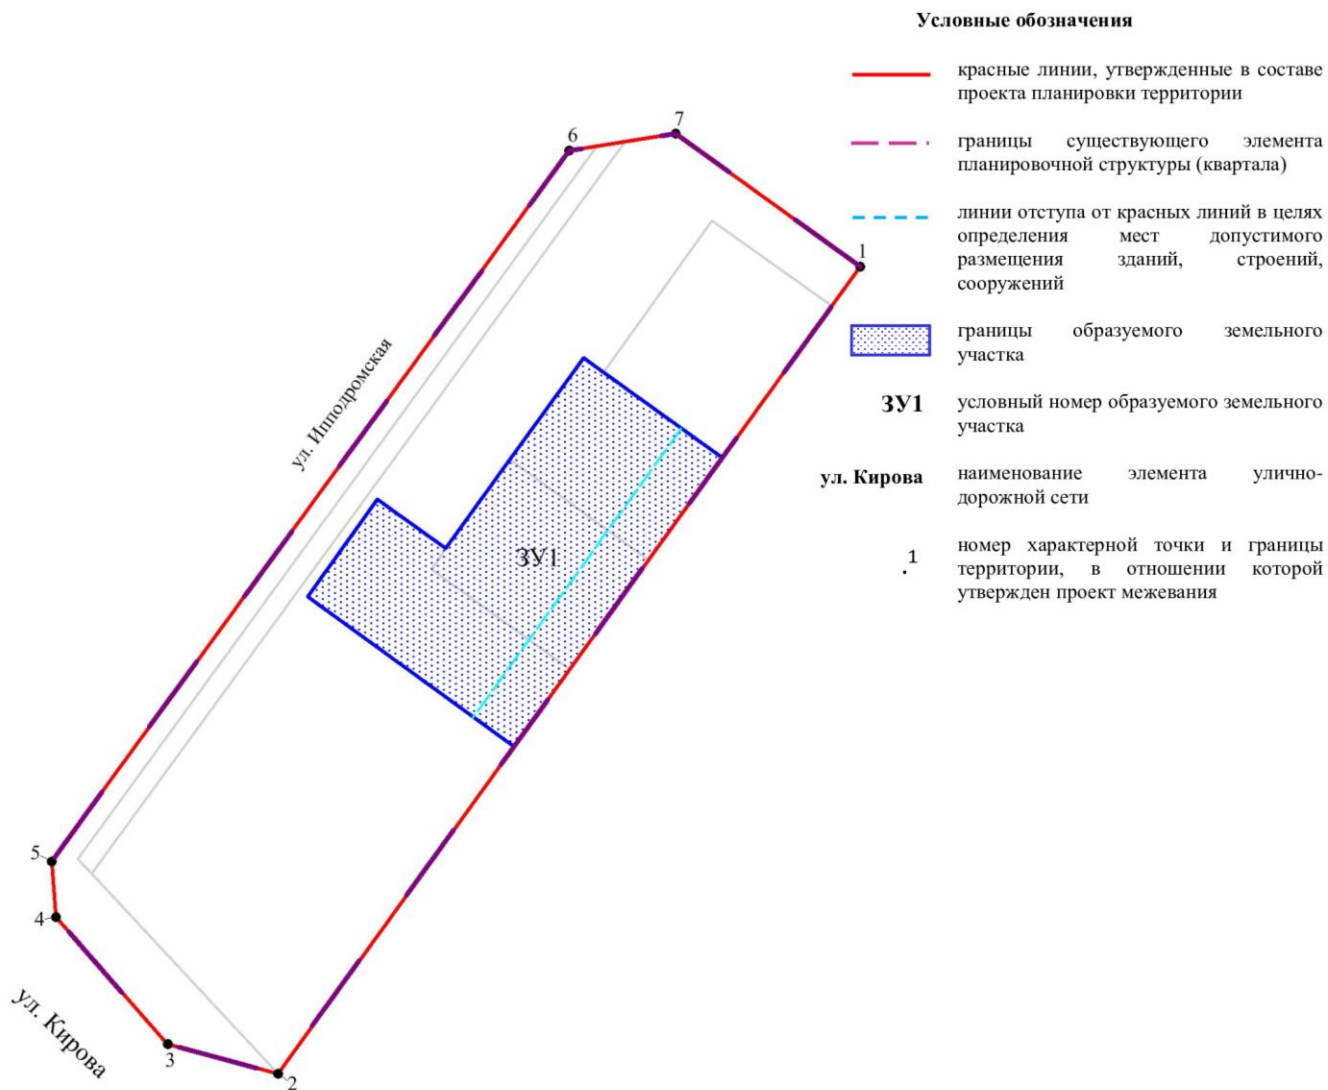 Условные обозначения
красные линии, утвержденные в составе
проекта планировки территории
границы существующего элемента
планировочной структуры (квартала)
линии отступа от красных линий в целях
определения мест допустимого
размещения зданий, строений,
сооружений
границы образуемого земельного
участка
ЗУ1 условный номер образуемого земельного
участка
ул. Кирова наименование элемента улично-
дорожной сети
1 номер характерной точки и границы
территории, в отношении которой
утвержден проект межевания
7
6
1
ул. Ипподромская
ЗУ1
5
4
ул. Кирова
3
2